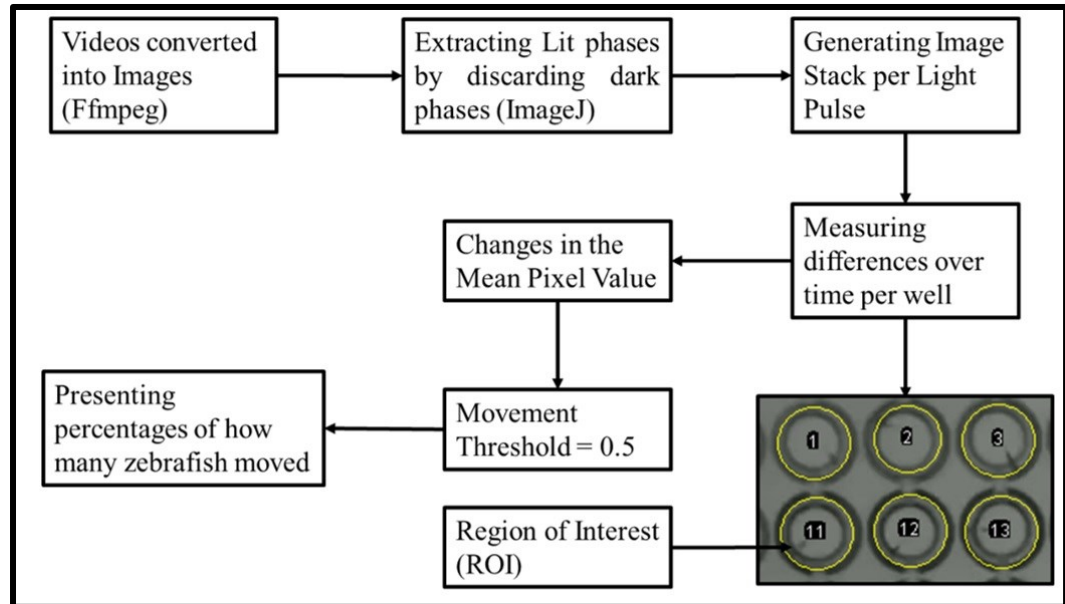 Videos converted
into Images
(Ffmpeg)
Extracting Lit phases
by discarding dark
phases (ImageJ)
Generating Image
Stack per Light
Pulse
Measuring
differences over
time per well
Changes in the
Mean Pixel Value
Movement
Threshold = 0.5
Presenting
percentages of how
many zebrafish moved
Region of Interest
(ROI)
1
2
3
11
12
13